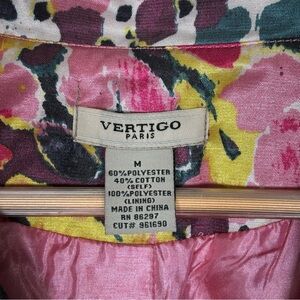 VERTIGO
PARIS
M
60%POLYESTER
40%COTTON
(SELF)
100%POLYESTER
(LINING)
MADE IN CHINA
RN 86297
CUT# 961690